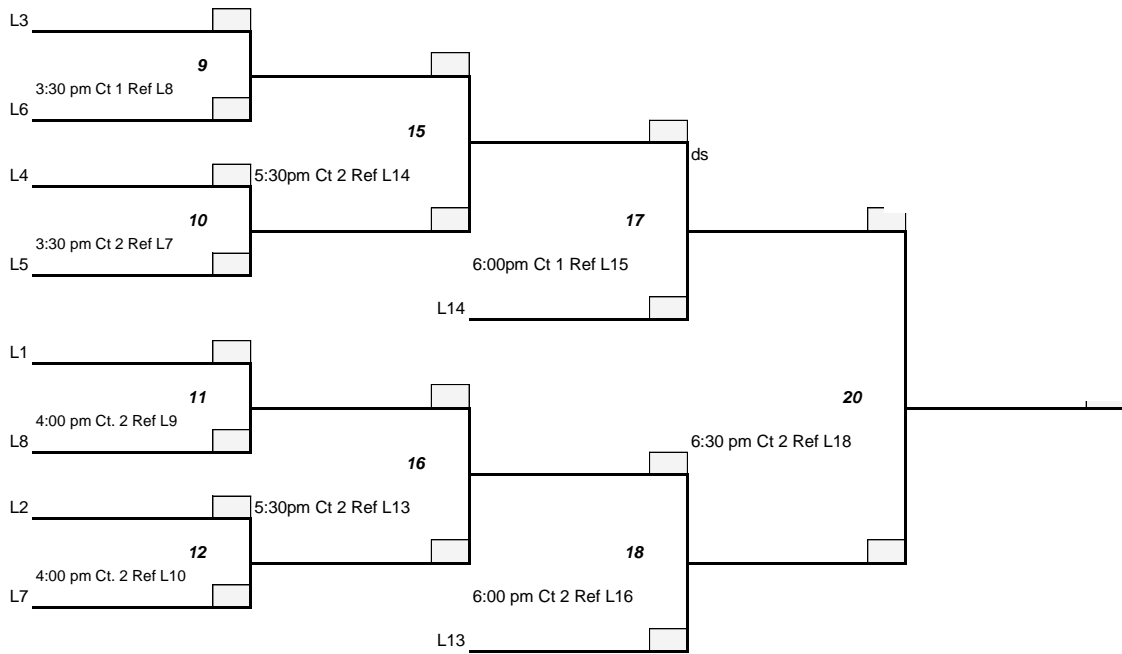 L3
9
3:30 pm Ct 1 Ref L8
L6
15
L4
5:30pm Ct 2 Ref L14
10
3:30 pm Ct 2 Ref L7
L5
ds
17
6:00pm Ct 1 Ref L15
L14
L1
11
4:00 pm Ct. 2 Ref L9
L8
16
L2
5:30pm Ct 2 Ref L13
12
4:00 pm Ct. 2 Ref L10
L7
18
6:00 pm Ct 2 Ref L16
L13
20
6:30 pm Ct 2 Ref L18